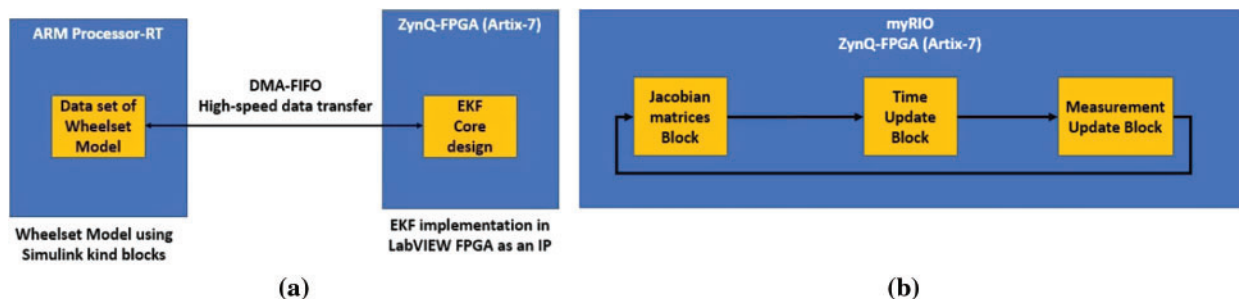 ARM Processor-RT
Data set of
Wheelset
Model
DMA-FIFO
High-speed data transfer
ZynQ-FPGA (Artix-7)
EKF
Core
design
Wheelset Model using
Simulink kind blocks
EKF implementation in
LabVIEW FPGA as an IP
(a)
myRIO
ZynQ-FPGA (Artix-7)
Jacobian
matrices
Block
Time
Update
Block
Measurement
Update Block
(b)